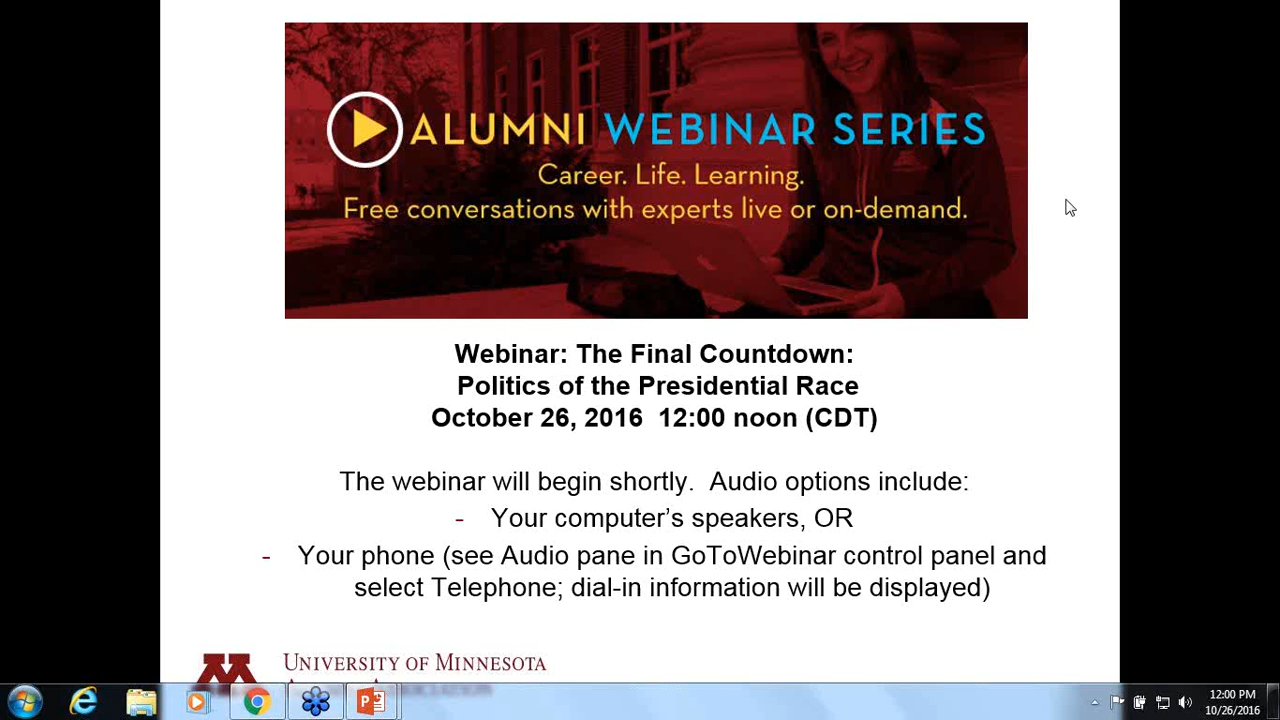 ALUMNI WEBINAR SERIES
Career. Life. Learning.
Free conversations with experts live or on-demand.
Webinar: The Final Countdown:
Politics of the Presidential Race
October 26, 2016 12:00 noon (CDT)
The webinar will begin shortly. Audio options include:
- Your computer's speakers, OR
- Your phone (see Audio pane in GoToWebinar control panel and
select Telephone; dial-in information will be displayed)
UNIVERSITY OF MINNESOTA
12:00 PM
10/26/2016